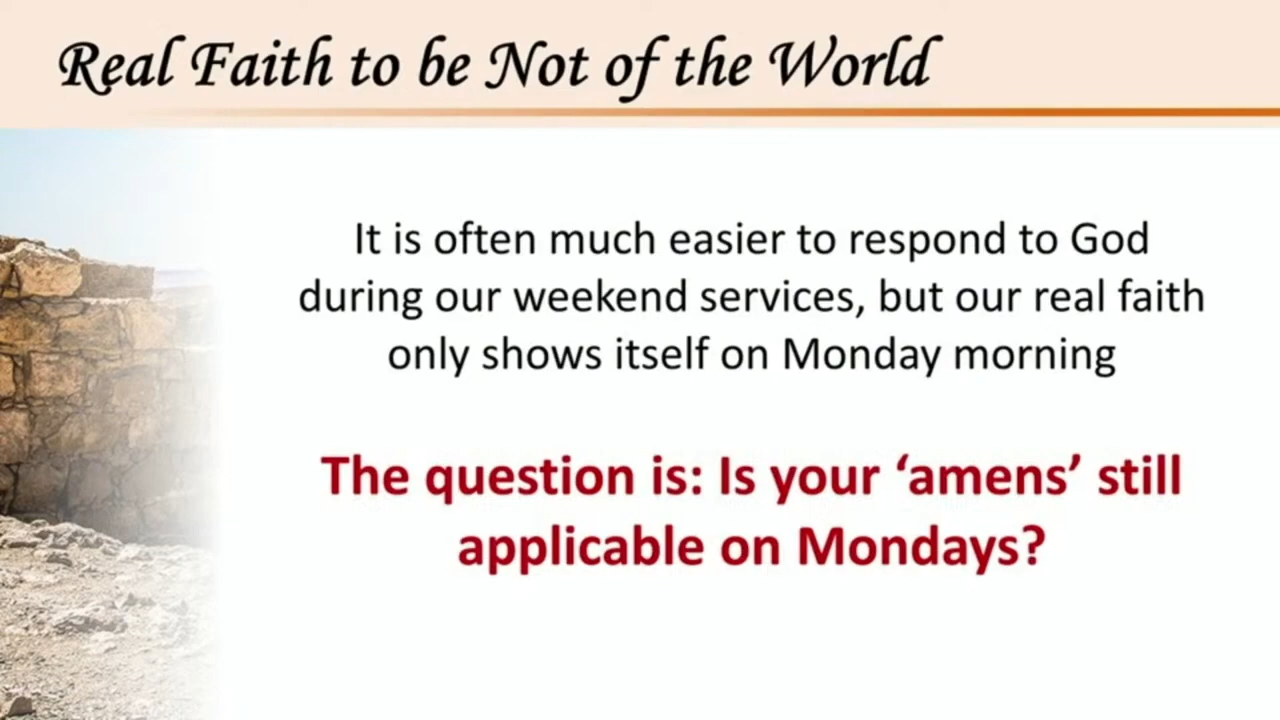 Real Faith to be Not of the World
It is often much easier to respond to God
during our weekend services, but our real faith
only shows itself on Monday morning
The question is: Is your ‘amens’ still
applicable on Mondays?